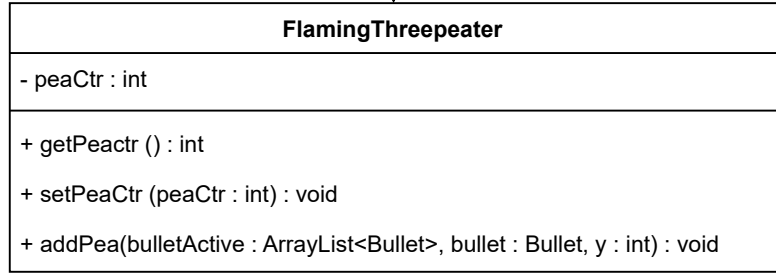 FlamingThreepeater
- peaCtr : int
+ getPeactr () : int
+ setPeaCtr (peaCtr : int) : void
+ addPea(bulletActive : ArrayList<Bullet>, bullet : Bullet, y : int) : void